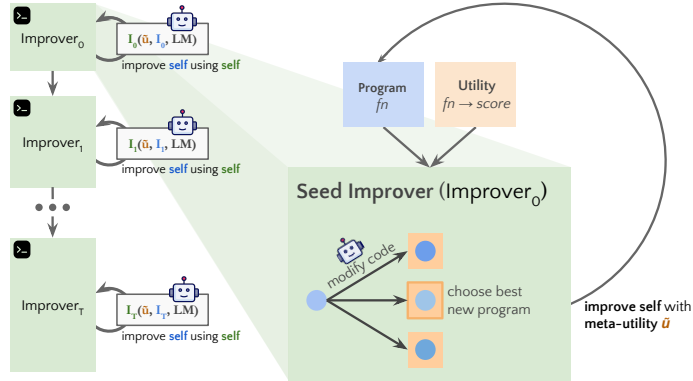 Improver₀
I₀(ũ, I₀, LM)
improve self using self
Improver₁
I₁(ũ, I₁, LM)
improve self using self
Improver_T
I_T(ũ, I_T, LM)
improve self using self
Program
fn
Utility
fn → score
Seed Improver (Improver₀)
modify code
choose best
new program
improve self with
meta-utility ũ